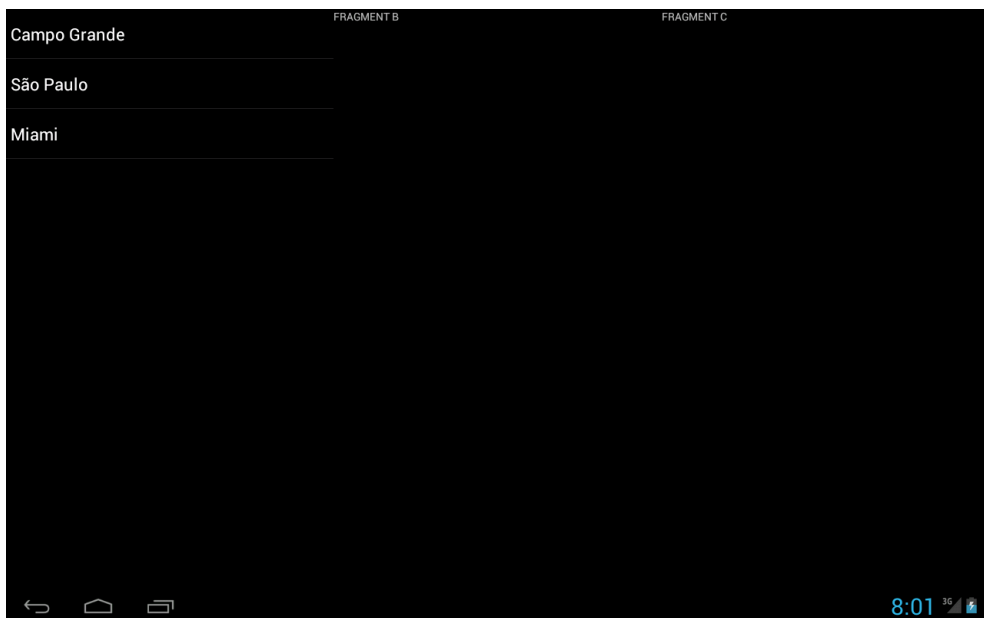 Campo Grande
São Paulo
Miami
FRAGMENT B
FRAGMENT C
8:01 3G